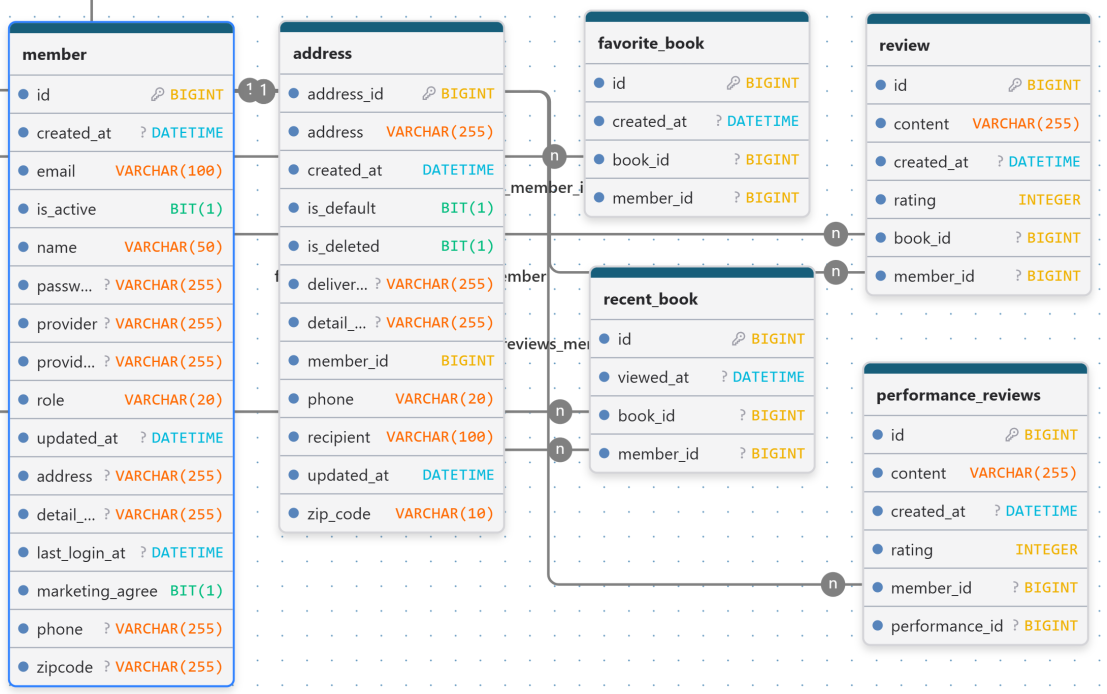 member
id BIGINT
created_at ? DATETIME
email VARCHAR(100)
is_active BIT(1)
name VARCHAR(50)
passw... ? VARCHAR(255)
provider ? VARCHAR(255)
provid... ? VARCHAR(255)
role VARCHAR(20)
updated_at ? DATETIME
address ? VARCHAR(255)
detail_... ? VARCHAR(255)
last_login_at ? DATETIME
marketing_agree BIT(1)
phone ? VARCHAR(255)
zipcode ? VARCHAR(255)
1
1
address
address_id BIGINT
address VARCHAR(255)
created_at DATETIME
is_default BIT(1)
is_deleted BIT(1)
deliver... ? VARCHAR(255)
detail_... ? VARCHAR(255)
member_id BIGINT
phone VARCHAR(20)
recipient VARCHAR(100)
updated_at DATETIME
zip_code VARCHAR(10)
f
_member_i
mber
reviews_me
n
n
n
favorite_book
id BIGINT
created_at ? DATETIME
book_id ? BIGINT
member_id ? BIGINT
recent_book
id BIGINT
viewed_at ? DATETIME
book_id ? BIGINT
member_id ? BIGINT
n
n
n
review
id BIGINT
content VARCHAR(255)
created_at ? DATETIME
rating INTEGER
book_id ? BIGINT
member_id ? BIGINT
performance_reviews
id BIGINT
content VARCHAR(255)
created_at ? DATETIME
rating INTEGER
member_id ? BIGINT
performance_id ? BIGINT